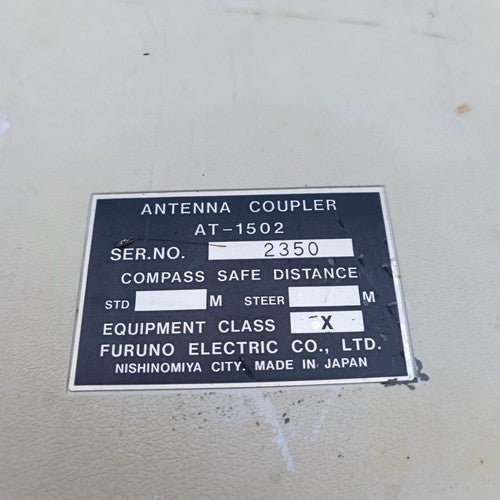 ANTENNA COUPLER
AT-1502
SER.NO. 2350
COMPASS SAFE DISTANCE
STD M STEER M
EQUIPMENT CLASS X
FURUNO ELECTRIC CO., LTD.
NISHINOMIYA CITY, MADE IN JAPAN